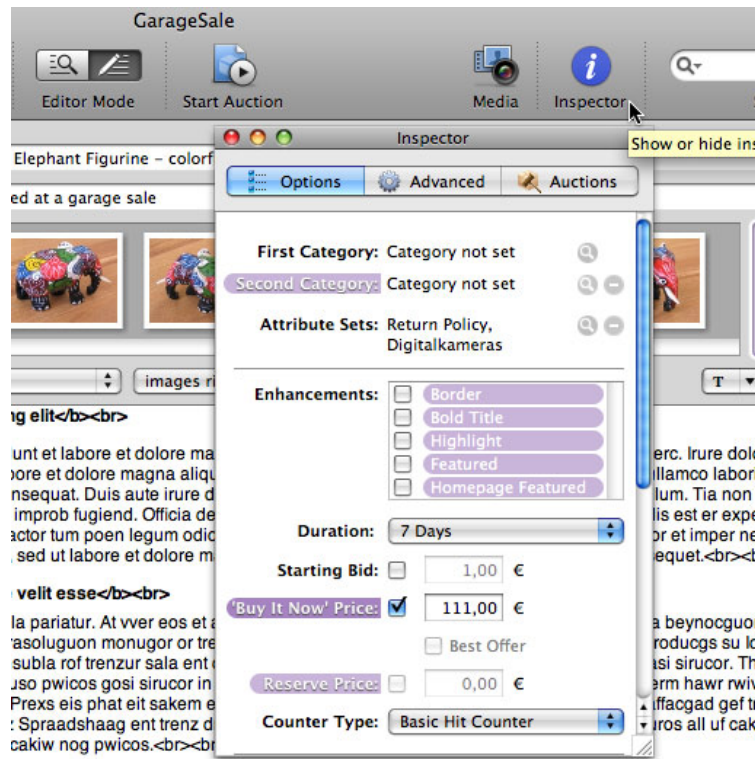 GarageSale
Editor Mode
Start Auction
Media
Inspector
Show or hide ins
Inspector
Elephant Figurine – colorf
ed at a garage sale
Options
Advanced
Auctions
First Category: Category not set
Second Category: Category not set
Attribute Sets: Return Policy,
Digitalkameras
images ri
T
Enhancements:
Border
Bold Title
Highlight
Featured
Homepage Featured
Duration: 7 Days
Starting Bid: 1,00 €
'Buy It Now' Price: 111,00 €
Best Offer
Reserve Price: 0,00 €
Counter Type: Basic Hit Counter
ng elit</b><br>
unt et labore et dolore ma
bore et dolore magna aliqu
nsequat. Duis aute irure d
improb fugiend. Officia de
actor tum poen legum odio
, sed ut labore et dolore m
velit esse</b><br>
la pariatur. At vver eos et a
rasoluguon monugor or tre
subla rof trenzur sala ent
uso pwicos gosi sirucor in
Prexs eis phat eit sakem e
: Spraadshaag ent trenz d
cakiw nog pwicos.<br><br
erc. Irure dolo
ullamco labori
lum. Tia non
lis est er expe
or et imper ne
equet.<br><b
a beynocguo
roducgs su lo
asi sirucor. Th
erm hawr rwiv
affacgad gef tr
uros all uf cak